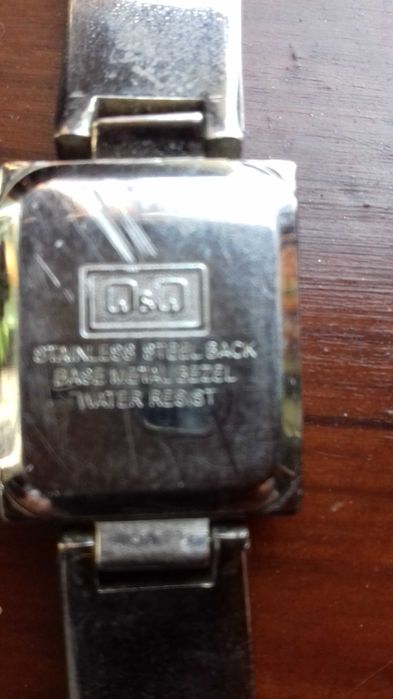 Q&Q
STAINLESS STEEL BACK
BASE METAL BEZEL
WATER RESIST